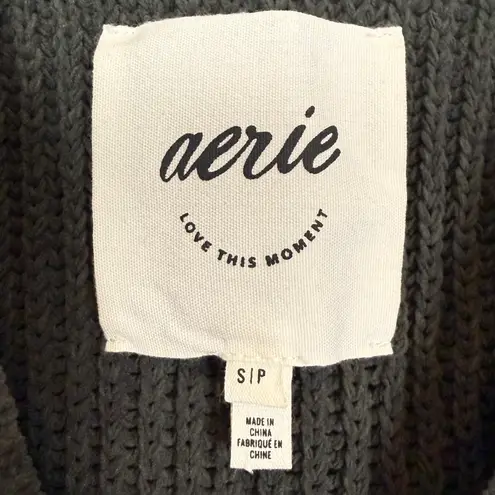 aerie
LOVE THIS MOMENT
S|P
MADE IN
CHINA
FABRIQUÉ EN
CHINE